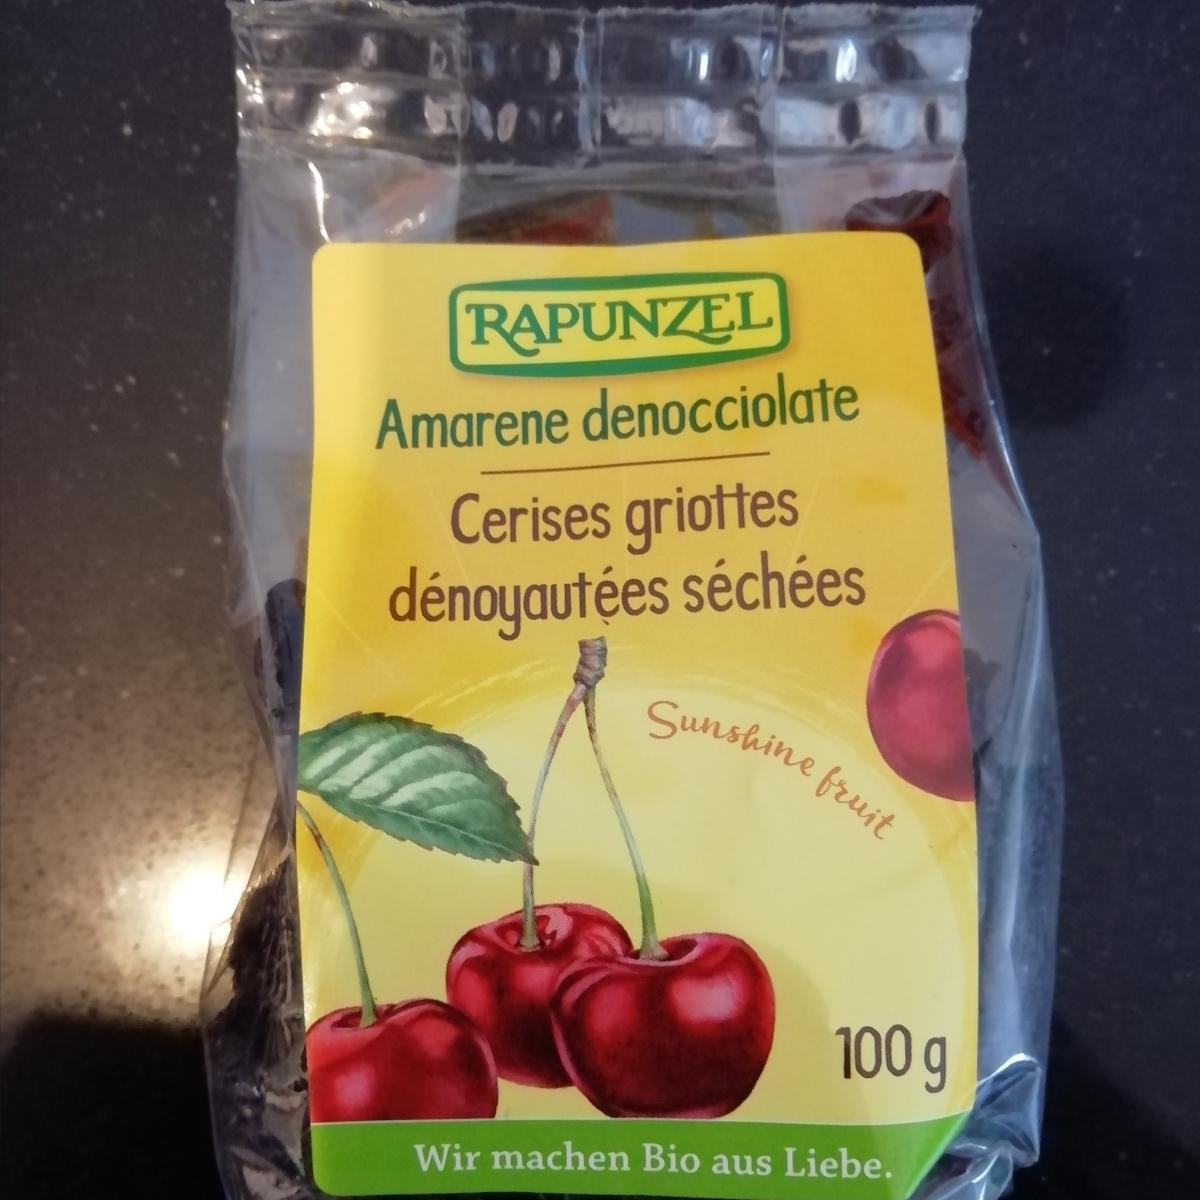 RAPUNZEL
Amarene denocciolate
Cerises griottes
dénoyautées séchées
Sunshine fruit
100 g
Wir machen Bio aus Liebe.